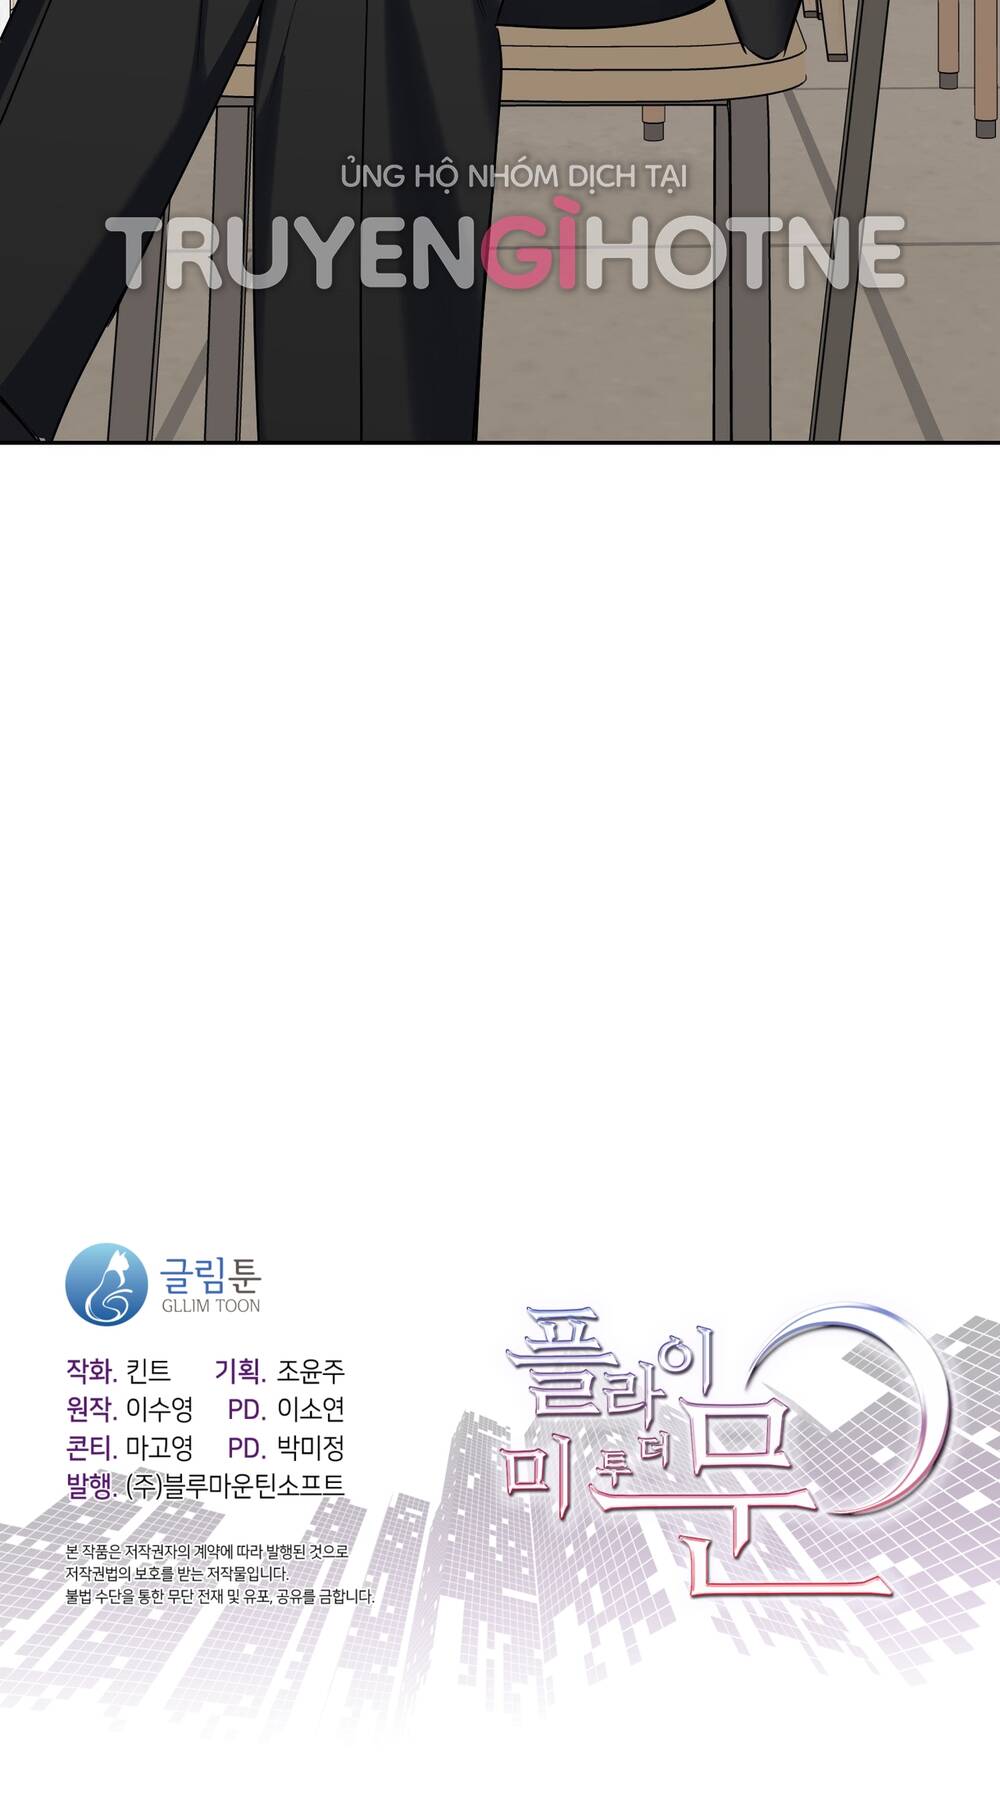 ỦNG HỘ NHÓM DỊCH TẠI
TRUYENGÌHOTNE
글림툰
GLLIM TOON
작화. 킨트 기획. 조윤주
원작. 이수영 PD. 이소연
콘티. 마고영 PD. 박미정
발행. (주)블루마운틴소프트
본 작품은 저작권자의 계약에 따라 발행된 것으로
저작권법의 보호를 받는 저작물입니다.
불법 수단을 통한 무단 전재 및 유포, 공유를 금합니다.
플라이
미 투 더 문